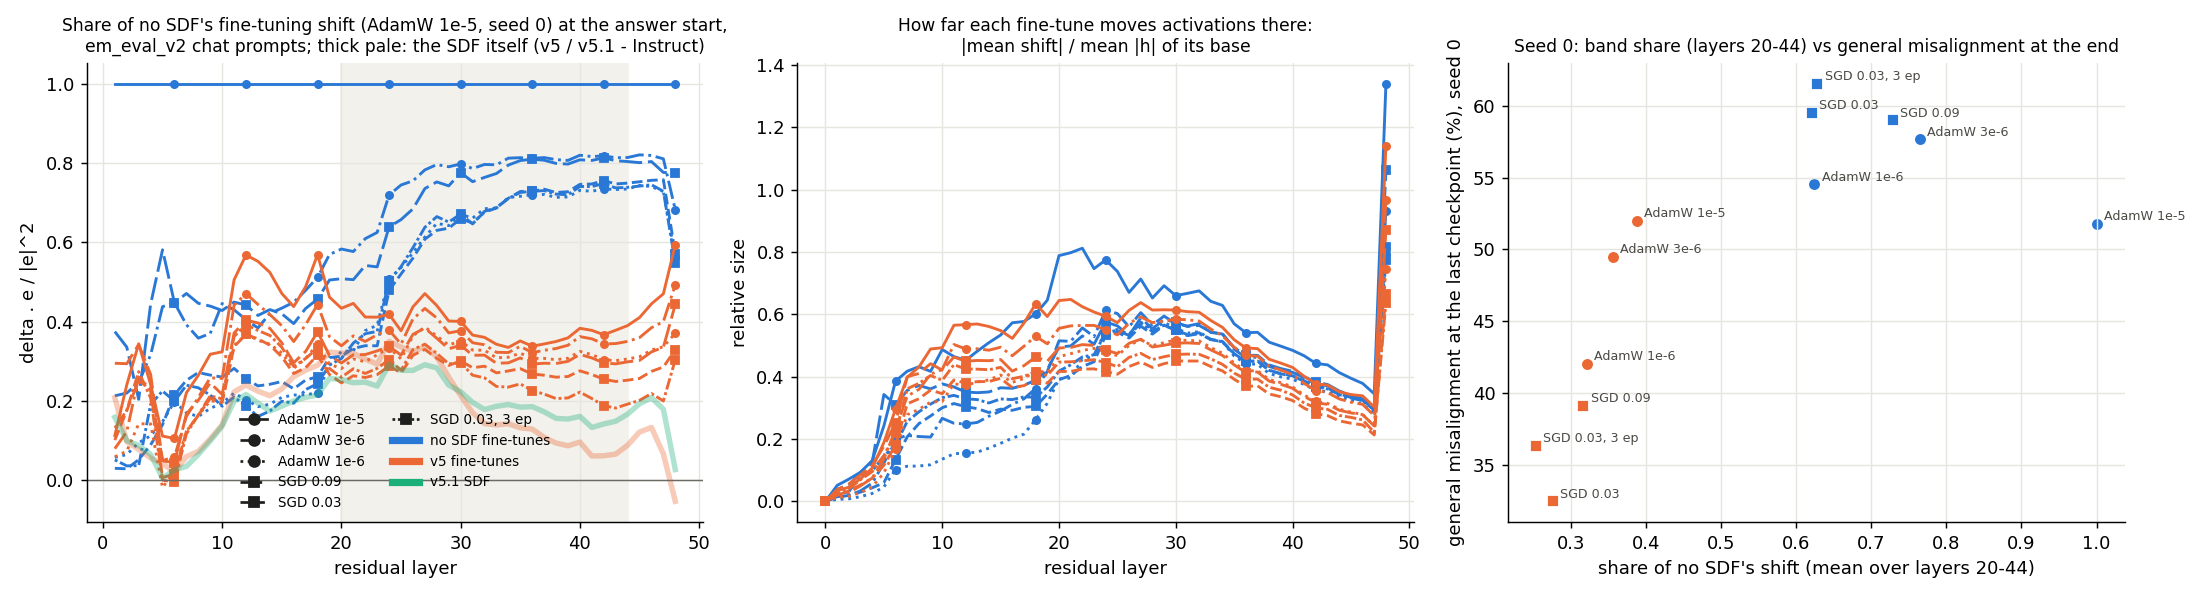 Share of no SDF's fine-tuning shift (AdamW 1e-5, seed 0) at the answer start,
em_eval_v2 chat prompts; thick pale: the SDF itself (v5 / v5.1 - Instruct)
delta . e / |e|^2
1.0
0.8
0.6
0.4
0.2
0.0
0
10
20
30
40
50
residual layer
AdamW 1e-5
AdamW 3e-6
AdamW 1e-6
SGD 0.09
SGD 0.03
SGD 0.03, 3 ep
no SDF fine-tunes
v5 fine-tunes
v5.1 SDF
How far each fine-tune moves activations there:
|mean shift| / mean |h| of its base
relative size
1.4
1.2
1.0
0.8
0.6
0.4
0.2
0.0
0
10
20
30
40
50
residual layer
Seed 0: band share (layers 20-44) vs general misalignment at the end
general misalignment at the last checkpoint (%), seed 0
60
55
50
45
40
35
SGD 0.03, 3 ep
SGD 0.03
SGD 0.09
AdamW 3e-6
AdamW 1e-6
AdamW 1e-5
AdamW 1e-5
AdamW 3e-6
AdamW 1e-6
SGD 0.09
SGD 0.03, 3 ep
SGD 0.03
0.3
0.4
0.5
0.6
0.7
0.8
0.9
1.0
share of no SDF's shift (mean over layers 20-44)